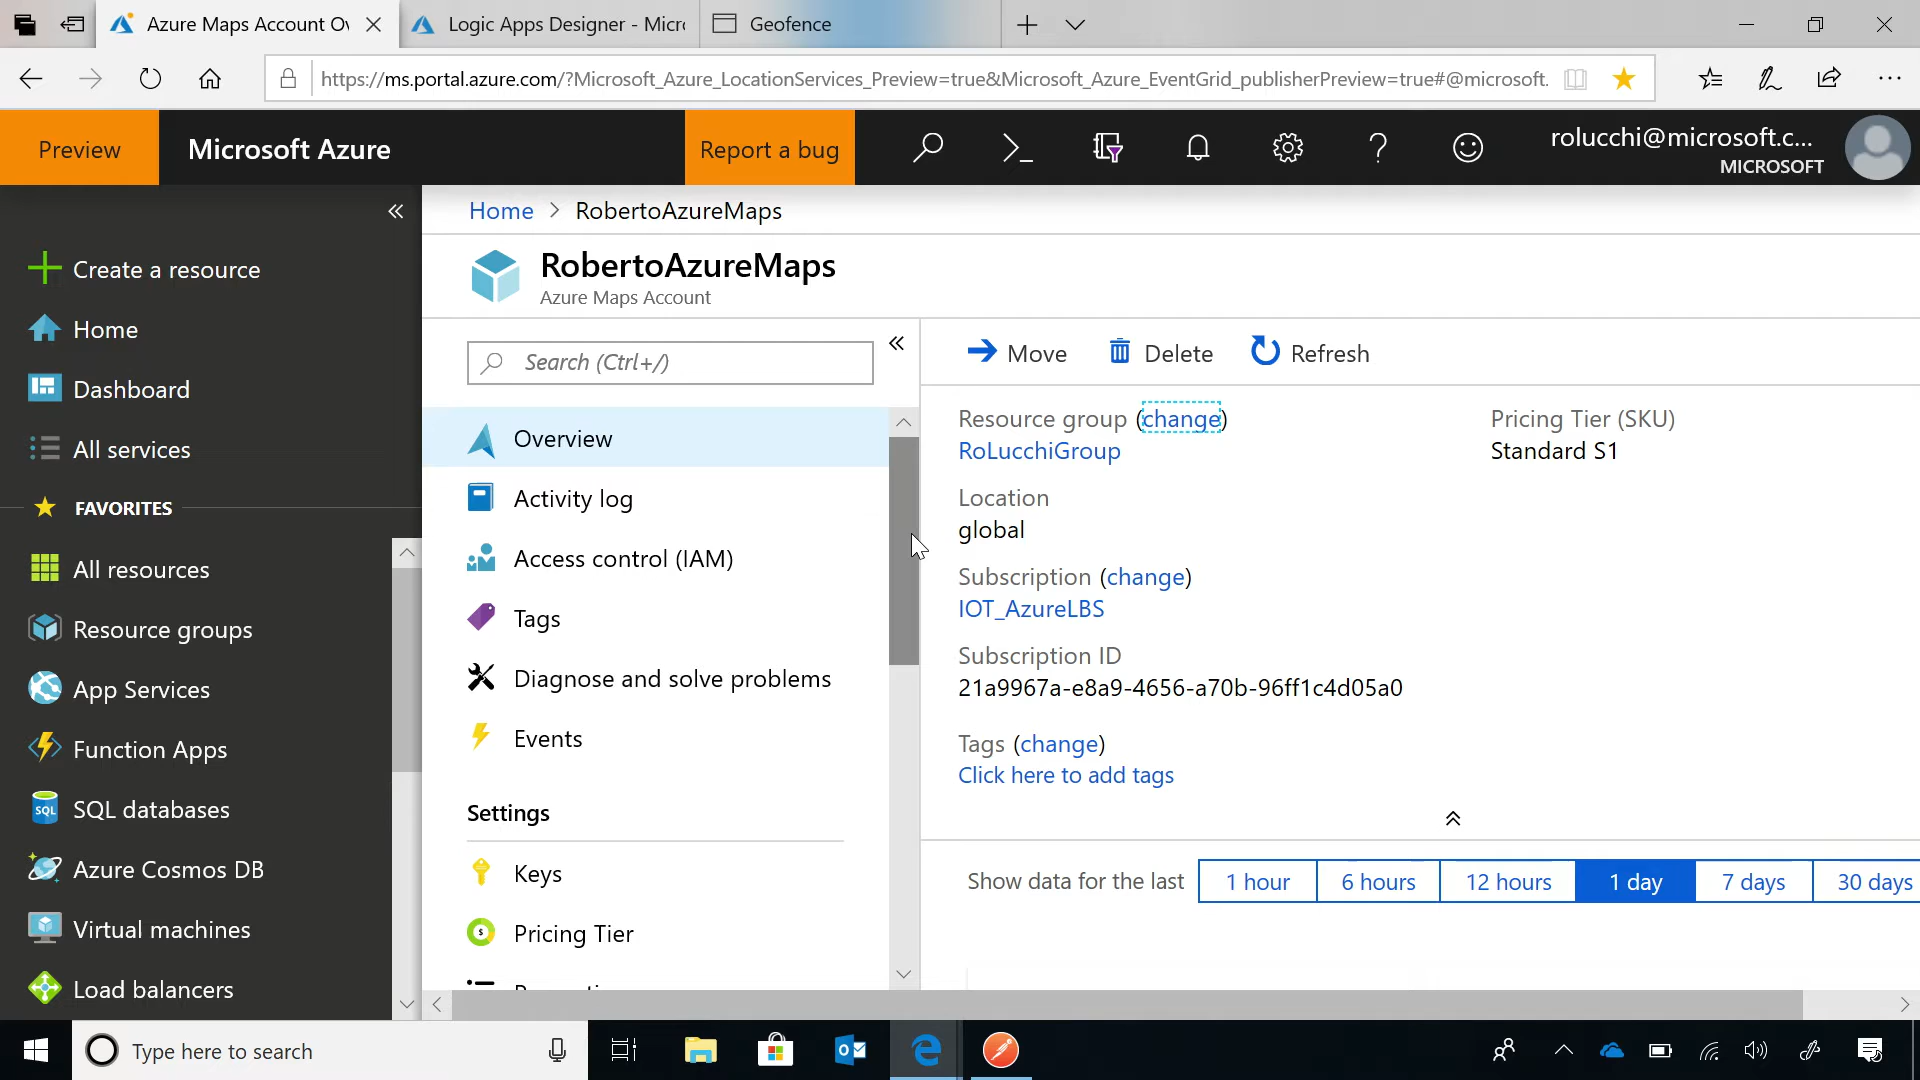 Azure Maps Account Ov
Logic Apps Designer - Micro
Geofence
https://ms.portal.azure.com/?Microsoft_Azure_LocationServices_Preview=true&Microsoft_Azure_EventGrid_publisherPreview=true#@microsoft.
Preview
Microsoft Azure
Report a bug
rolucchi@microsoft.c...
MICROSOFT
Create a resource
Home
Dashboard
All services
FAVORITES
All resources
Resource groups
App Services
Function Apps
SQL
SQL databases
Azure Cosmos DB
Virtual machines
Load balancers
Home > RobertoAzureMaps
RobertoAzureMaps
Azure Maps Account
Search (Ctrl+/)
Overview
Activity log
Access control (IAM)
Tags
Diagnose and solve problems
Events
Settings
Keys
Pricing Tier
Move
Delete
Refresh
Resource group (change)
RoLucchiGroup
Location
global
Subscription (change)
IOT_AzureLBS
Subscription ID
21a9967a-e8a9-4656-a70b-96ff1c4d05a0
Tags (change)
Click here to add tags
Pricing Tier (SKU)
Standard S1
Show data for the last
1 hour
6 hours
12 hours
1 day
7 days
30 days
Type here to search